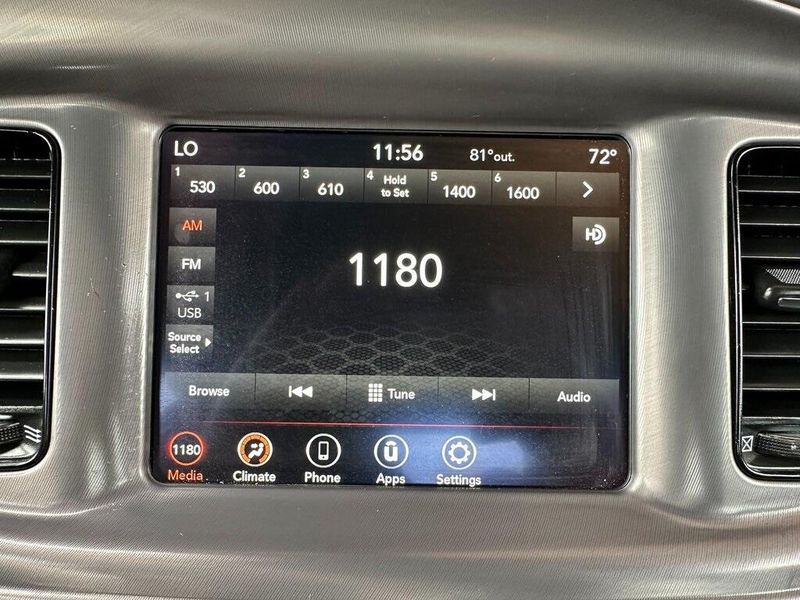 LO 11:56 81° out. 72°
1 530 2 600 3 610 4 Hold to Set 5 1400 6 1600
AM
HD
FM
1180
1
USB
Source
Select
Browse Tune Audio
1180
Media Climate Phone Apps Settings